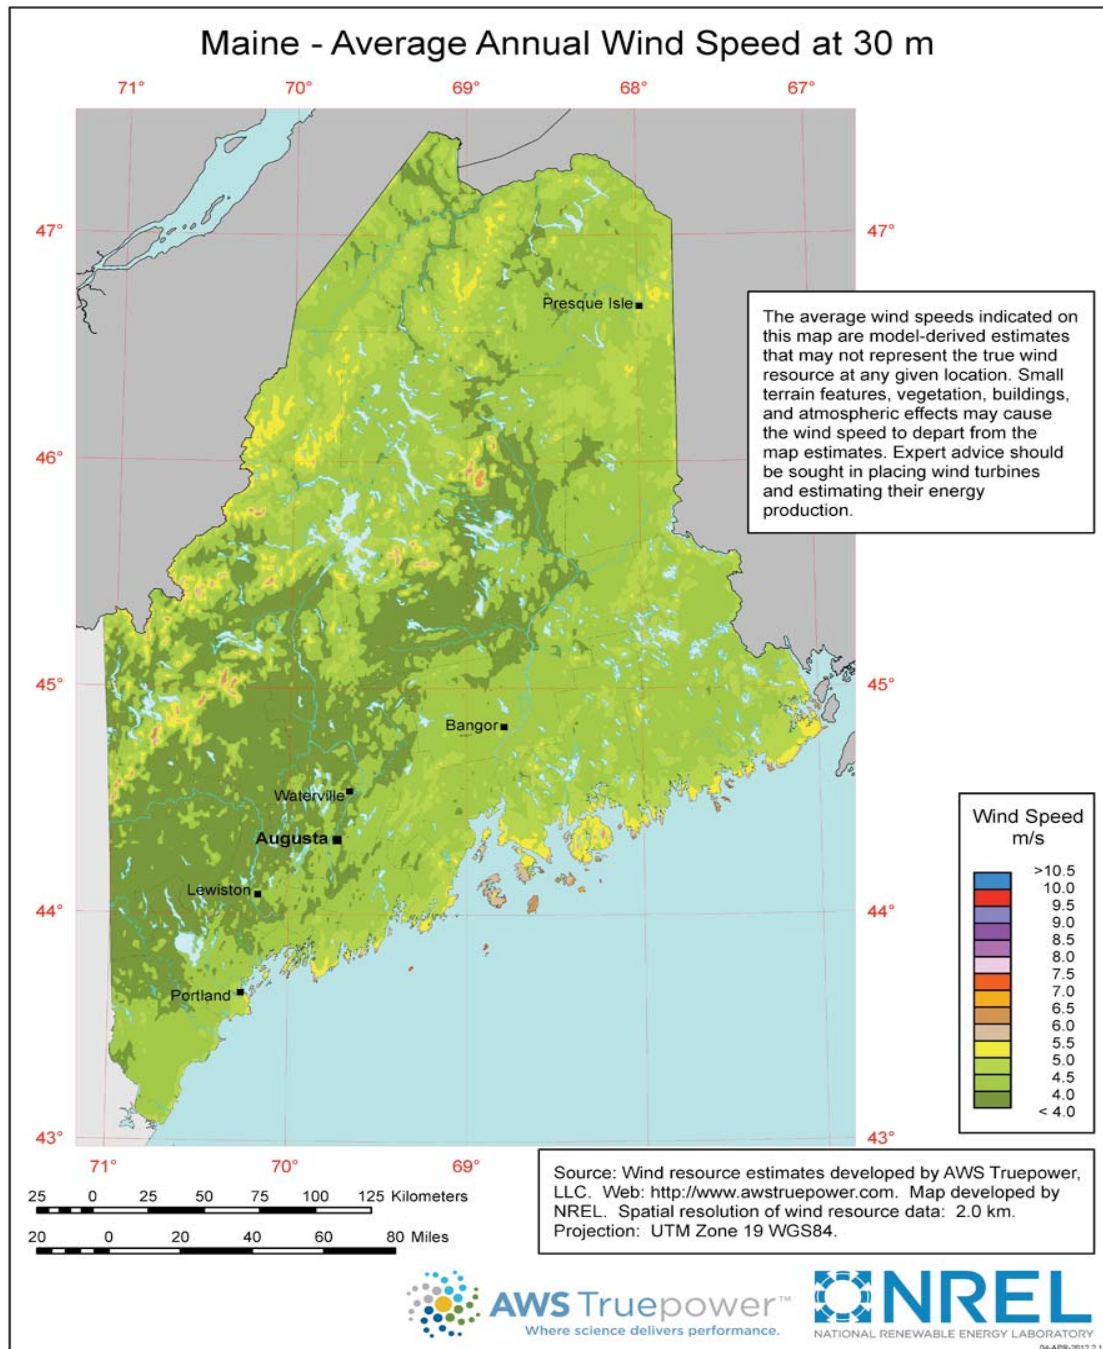 Maine - Average Annual Wind Speed at 30 m
71° 70° 69° 68° 67°
47° 47°
Presque Isle
The average wind speeds indicated on
this map are model-derived estimates
that may not represent the true wind
resource at any given location. Small
terrain features, vegetation, buildings,
and atmospheric effects may cause
the wind speed to depart from the
map estimates. Expert advice should
be sought in placing wind turbines
and estimating their energy
production.
46° 46°
45° 45°
Bangor
Waterville
Augusta
Lewiston
44° 44°
Portland
Wind Speed
m/s
>10.5
10.0
9.5
9.0
8.5
8.0
7.5
7.0
6.5
6.0
5.5
5.0
4.5
4.0
< 4.0
43° 43°
71° 70° 69°
25 0 25 50 75 100 125 Kilometers
20 0 20 40 60 80 Miles
Source: Wind resource estimates developed by AWS Truepower,
LLC. Web: http://www.awstruepower.com. Map developed by
NREL. Spatial resolution of wind resource data: 2.0 km.
Projection: UTM Zone 19 WGS84.
AWS Truepower™
Where science delivers performance.
NREL
NATIONAL RENEWABLE ENERGY LABORATORY
04-APR-2012 2.1